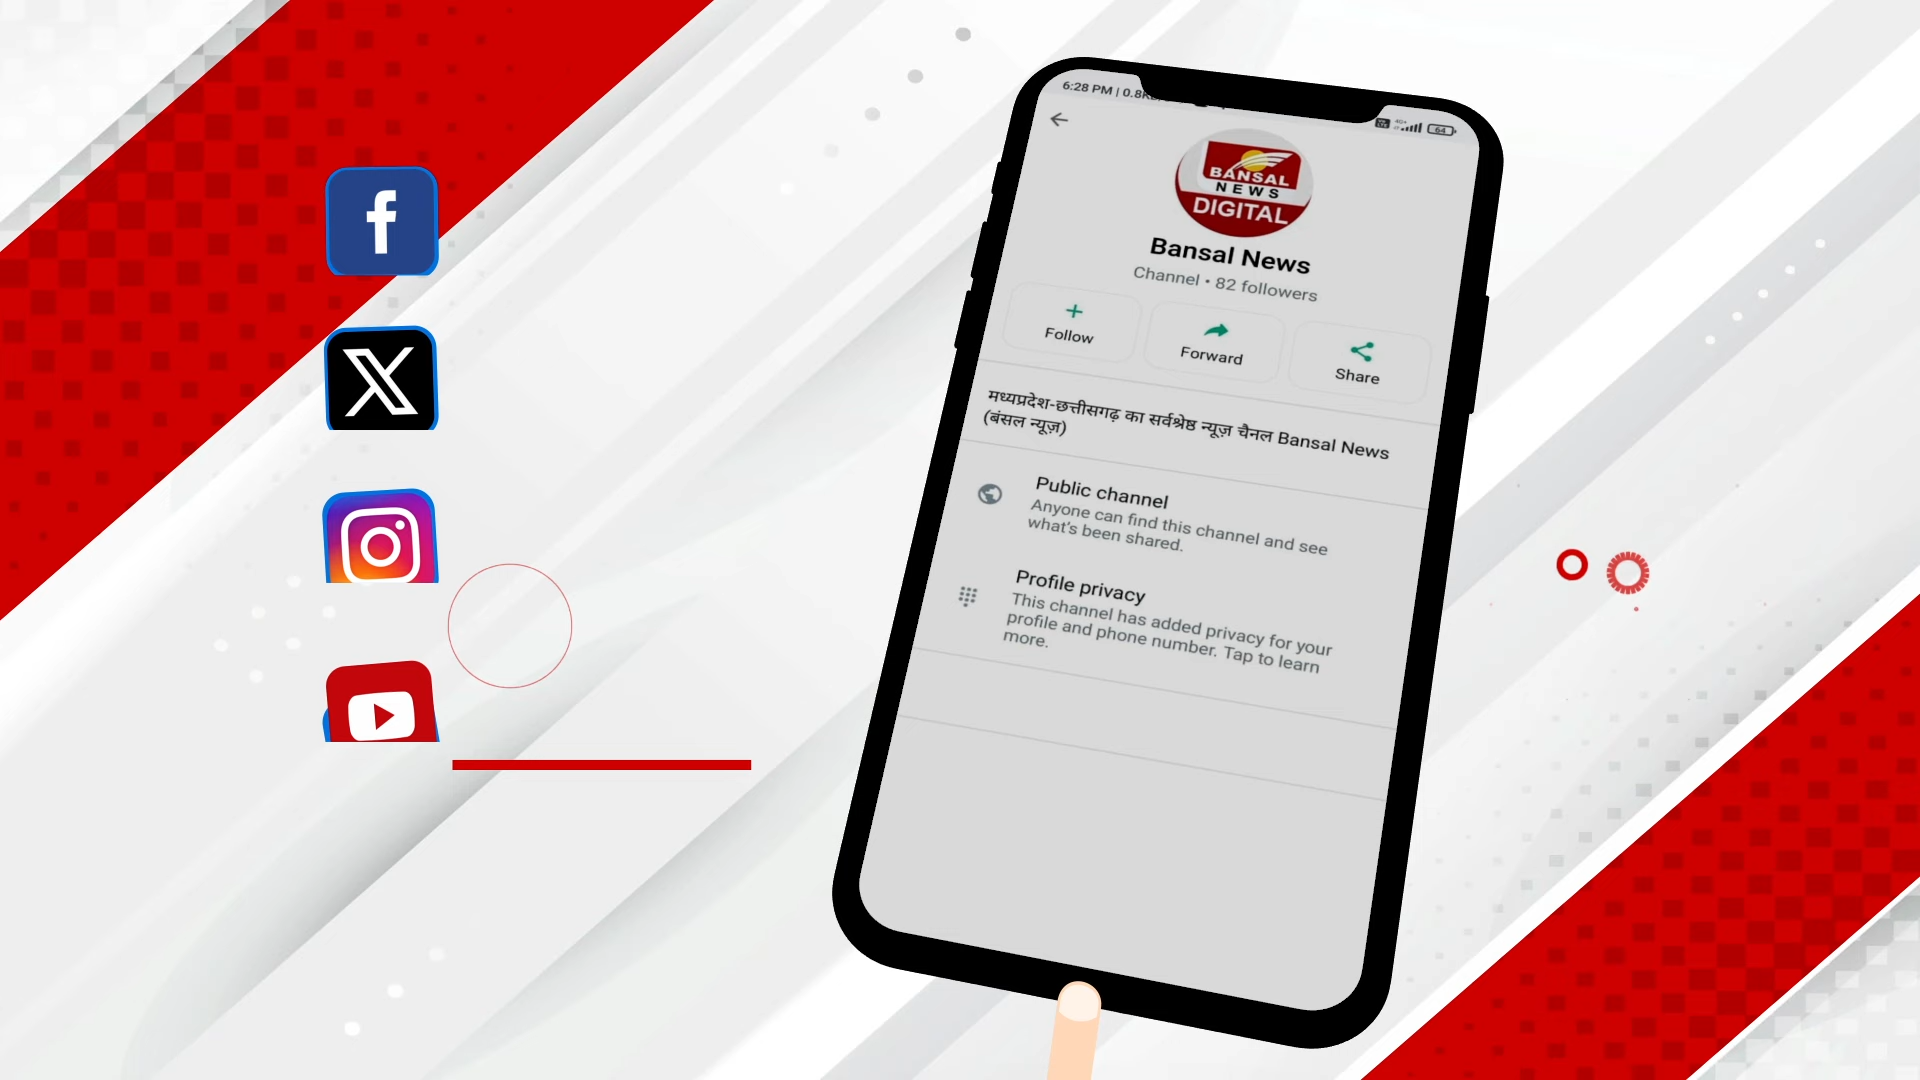 6:28 PM | 0.8K
64
BANSAL
NEWS
DIGITAL
Bansal News
Channel • 82 followers
Follow
Forward
Share
मध्यप्रदेश-छत्तीसगढ़ का सर्वश्रेष्ठ न्यूज़ चैनल Bansal News
(बंसल न्यूज़)
Public channel
Anyone can find this channel and see
what's been shared.
Profile privacy
This channel has added privacy for your
profile and phone number. Tap to learn
more.